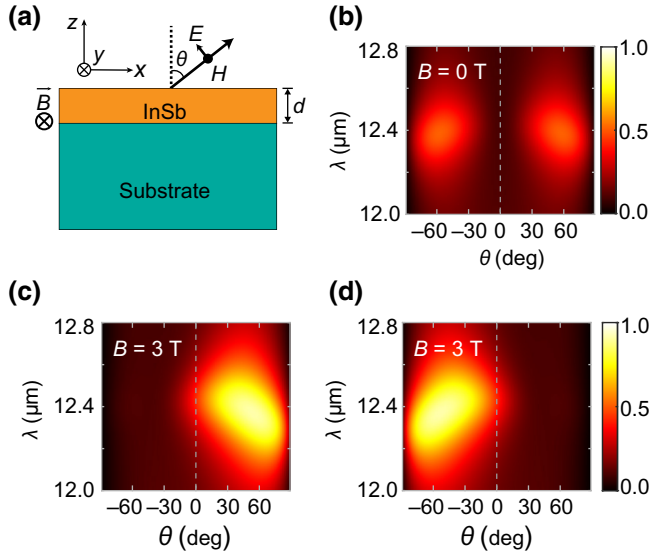 (a)
z
y
x
θ
E
H
B
d
InSb
Substrate
(b)
B = 0 T
λ (μm)
12.8
12.4
12.0
−60 −30 0 30 60
θ (deg)
1.0
0.5
0.0
(c)
B = 3 T
λ (μm)
12.8
12.4
12.0
−60 −30 0 30 60
θ (deg)
(d)
B = 3 T
λ (μm)
12.8
12.4
12.0
−60 −30 0 30 60
θ (deg)
1.0
0.5
0.0